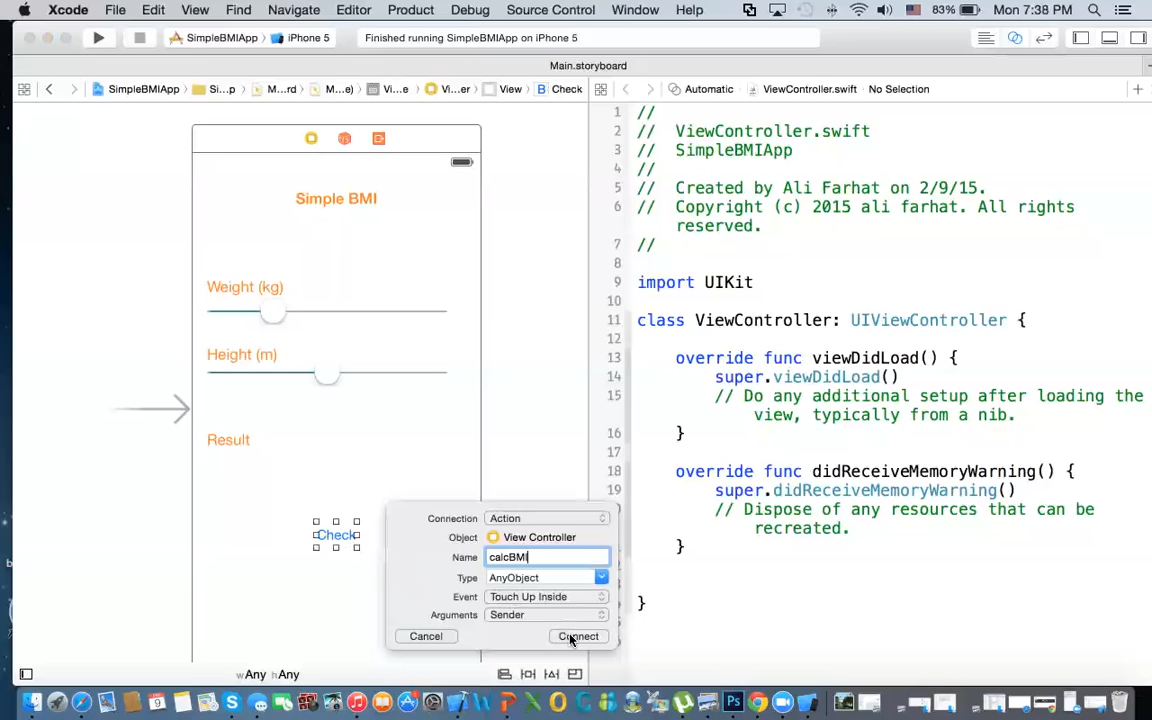 Xcode File Edit View Find Navigate Editor Product Debug Source Control Window Help 83% Mon 7:38 PM
SimpleBMIApp iPhone 5 Finished running SimpleBMIApp on iPhone 5
Main.storyboard
SimpleBMIApp Si...p M...rd M...e) Vi...e Vi...er View B Check Automatic ViewController.swift No Selection
Simple BMI
Weight (kg)
Height (m)
Result
Check
Connection Action
Object View Controller
Name calcBMI
Type AnyObject
Event Touch Up Inside
Arguments Sender
Cancel Connect
wAny hAny
1 //
2 // ViewController.swift
3 // SimpleBMIApp
4 //
5 // Created by Ali Farhat on 2/9/15.
6 // Copyright (c) 2015 ali farhat. All rights
reserved.
7 //
8
9 import UIKit
10
11 class ViewController: UIViewController {
12
13 override func viewDidLoad() {
14 super.viewDidLoad()
15 // Do any additional setup after loading the
view, typically from a nib.
16 }
17
18 override func didReceiveMemoryWarning() {
19 super.didReceiveMemoryWarning()
// Dispose of any resources that can be
recreated.
}
}